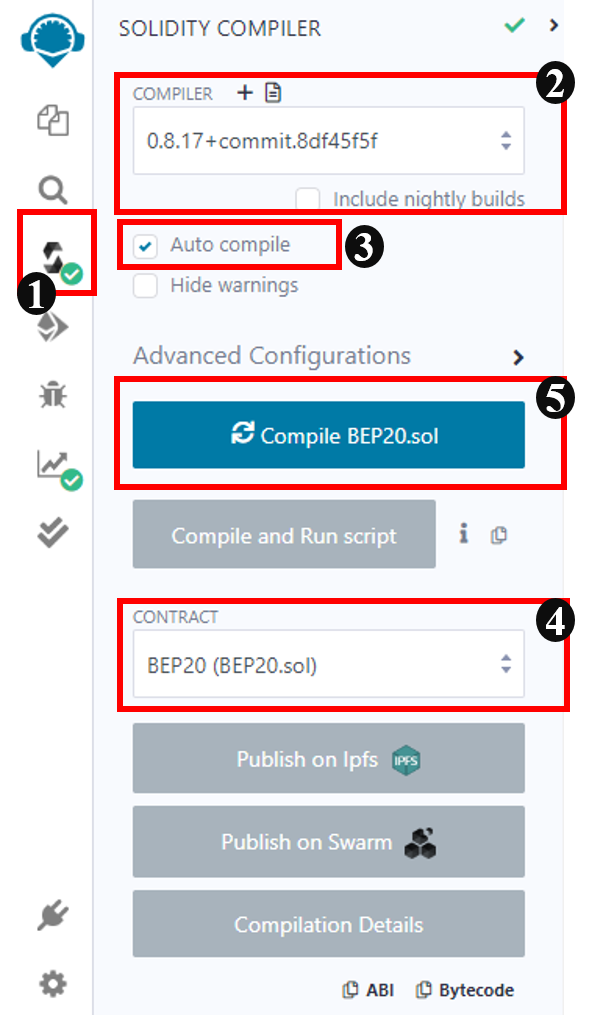 SOLIDITY COMPILER
2
COMPILER
0.8.17+commit.8df45f5f
Include nightly builds
1
Auto compile
3
Hide warnings
Advanced Configurations
5
Compile BEP20.sol
Compile and Run script
i
4
CONTRACT
BEP20 (BEP20.sol)
Publish on Ipfs
IPFS
Publish on Swarm
Compilation Details
ABI
Bytecode